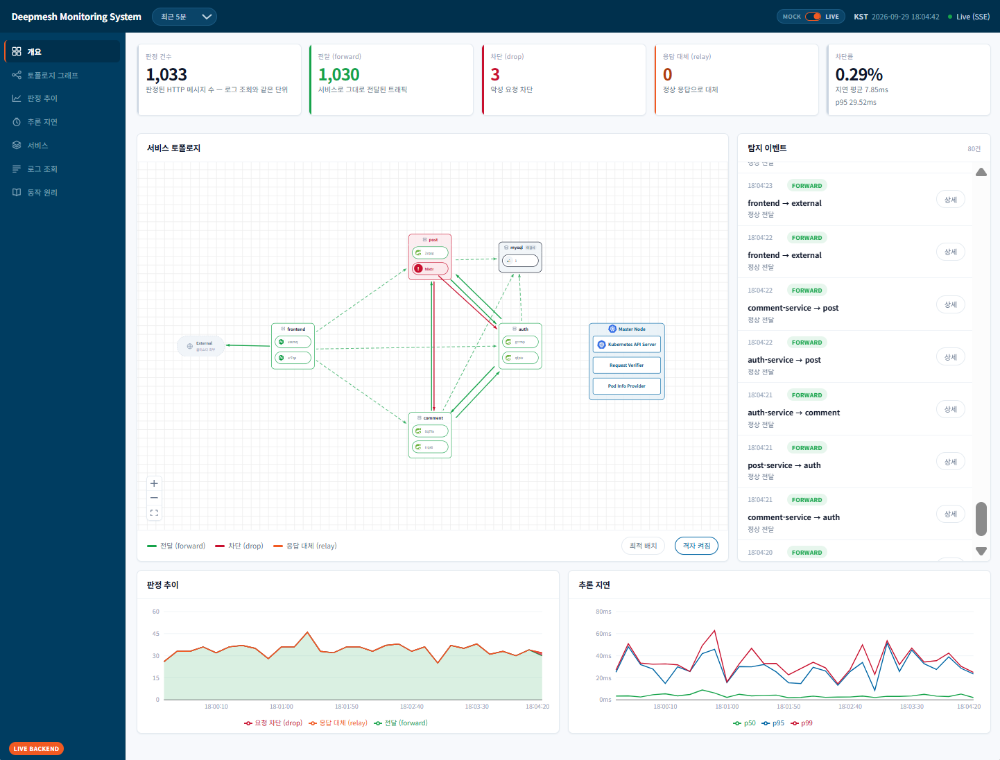 Deepmesh Monitoring System
최근 5분
MOCK LIVE
KST 2026-09-29 18:04:42
Live (SSE)
개요
토폴로지 그래프
판정 추이
추론 지연
서비스
로그 조회
동작 원리
LIVE BACKEND
판정 건수
1,033
판정된 HTTP 메시지 수 — 로그 조회와 같은 단위
전달 (forward)
1,030
서비스로 그대로 전달된 트래픽
차단 (drop)
3
악성 요청 차단
응답 대체 (relay)
0
정상 응답으로 대체
차단률
0.29%
지연 평균 7.85ms
p95 29.52ms
서비스 토폴로지
post
mysql
frontend
External
auth
comment
Master Node
Kubernetes API Server
Request Verifier
Pod Info Provider
전달 (forward)
차단 (drop)
응답 대체 (relay)
최적 배치
격자 켜짐
탐지 이벤트
80건
정상 전달
18:04:23 FORWARD
frontend → external
정상 전달
상세
18:04:22 FORWARD
frontend → external
정상 전달
상세
18:04:22 FORWARD
comment-service → post
정상 전달
상세
18:04:22 FORWARD
auth-service → post
정상 전달
상세
18:04:21 FORWARD
auth-service → comment
정상 전달
상세
18:04:21 FORWARD
post-service → auth
정상 전달
상세
18:04:21 FORWARD
comment-service → auth
정상 전달
상세
18:04:20 FORWARD
판정 추이
60
45
30
15
0
18:00:10 18:01:00 18:01:50 18:02:40 18:03:30 18:04:20
요청 차단 (drop) 응답 대체 (relay) 전달 (forward)
추론 지연
80ms
60ms
40ms
20ms
0ms
18:00:10 18:01:00 18:01:50 18:02:40 18:03:30 18:04:20
p50 p95 p99